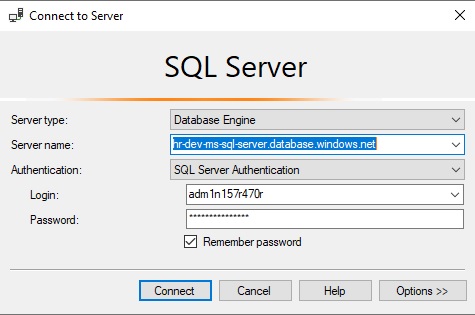 Connect to Server
SQL Server
Server type: Database Engine
Server name: hr-dev-ms-sql-server.database.windows.net
Authentication: SQL Server Authentication
Login: adm1n157r470r
Password: ***************
Remember password
Connect Cancel Help Options >>